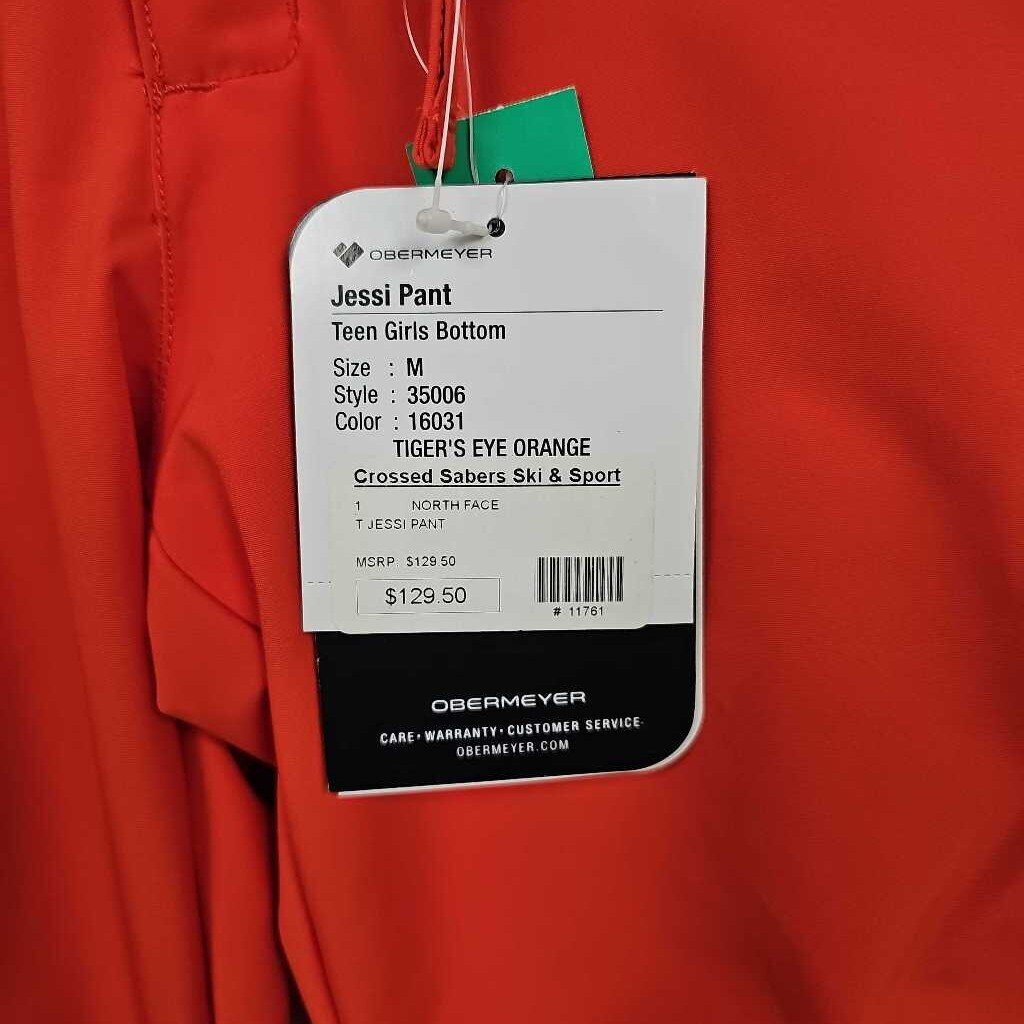 OBERMEYER
Jessi Pant
Teen Girls Bottom
Size : M
Style : 35006
Color : 16031
TIGER'S EYE ORANGE
Crossed Sabers Ski & Sport
1 NORTH FACE
T JESSI PANT
MSRP $129.50
$129.50
# 11761
OBERMEYER
CARE • WARRANTY • CUSTOMER SERVICE
OBERMEYER.COM